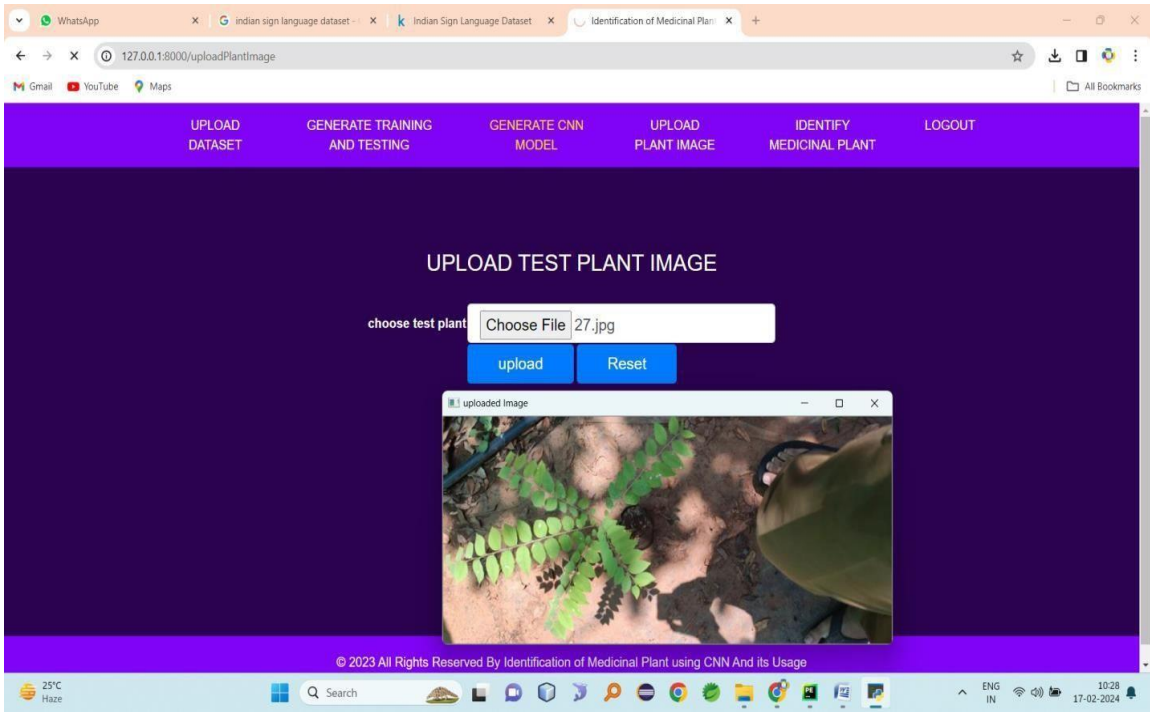 WhatsApp
indian sign language dataset -
Indian Sign Language Dataset
Identification of Medicinal Plan
127.0.0.1:8000/uploadPlantImage
Gmail
YouTube
Maps
All Bookmarks
UPLOAD
DATASET
GENERATE TRAINING
AND TESTING
GENERATE CNN
MODEL
UPLOAD
PLANT IMAGE
IDENTIFY
MEDICINAL PLANT
LOGOUT
UPLOAD TEST PLANT IMAGE
choose test plant
Choose File 27.jpg
upload
Reset
uploaded Image
© 2023 All Rights Reserved By Identification of Medicinal Plant using CNN And its Usage
25°C
Haze
Search
ENG
IN
10:28
17-02-2024